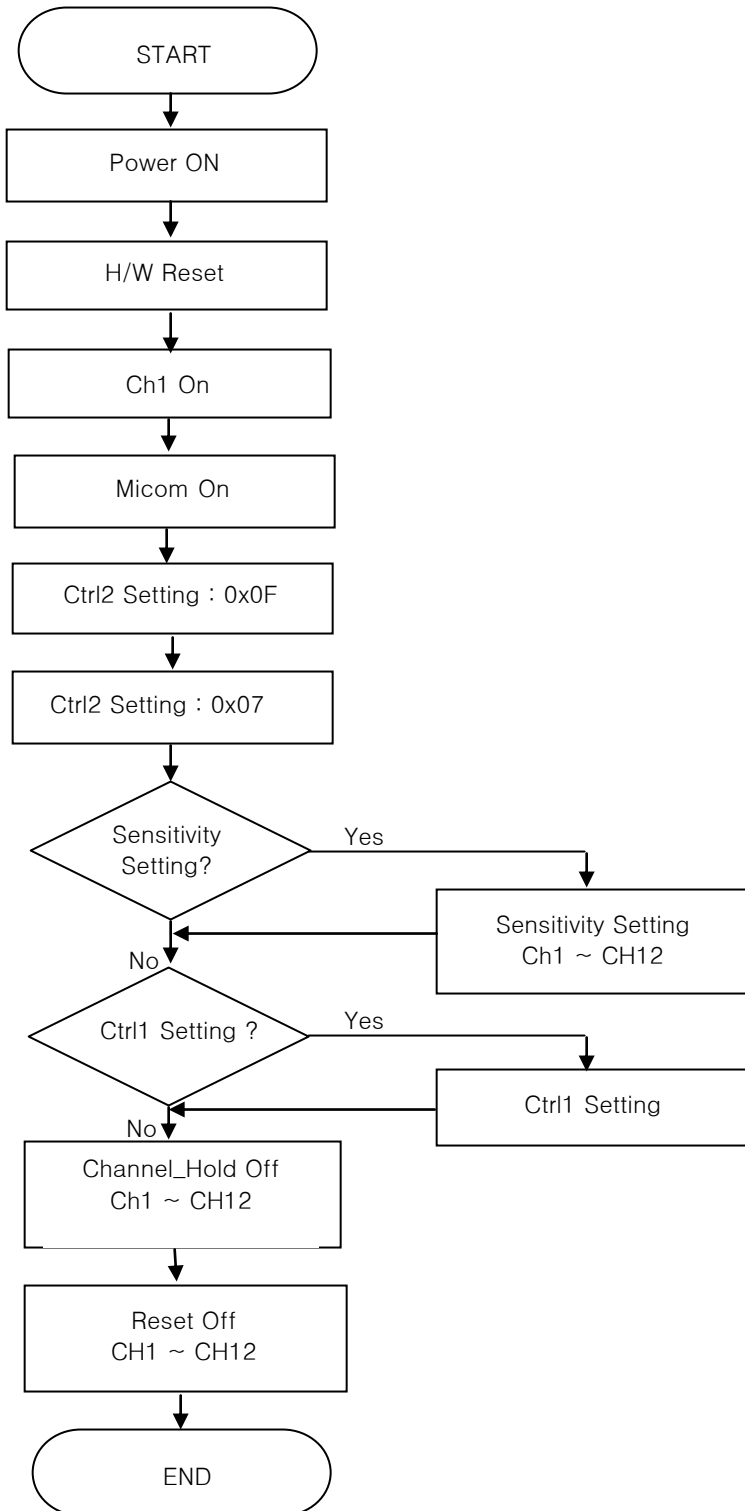 START
Power ON
H/W Reset
Ch1 On
Micom On
Ctrl2 Setting : 0x0F
Ctrl2 Setting : 0x07
Sensitivity
Setting?
Yes
Sensitivity Setting
Ch1 ~ CH12
No
Ctrl1 Setting ?
Yes
Ctrl1 Setting
No
Channel_Hold Off
Ch1 ~ CH12
Reset Off
CH1 ~ CH12
END